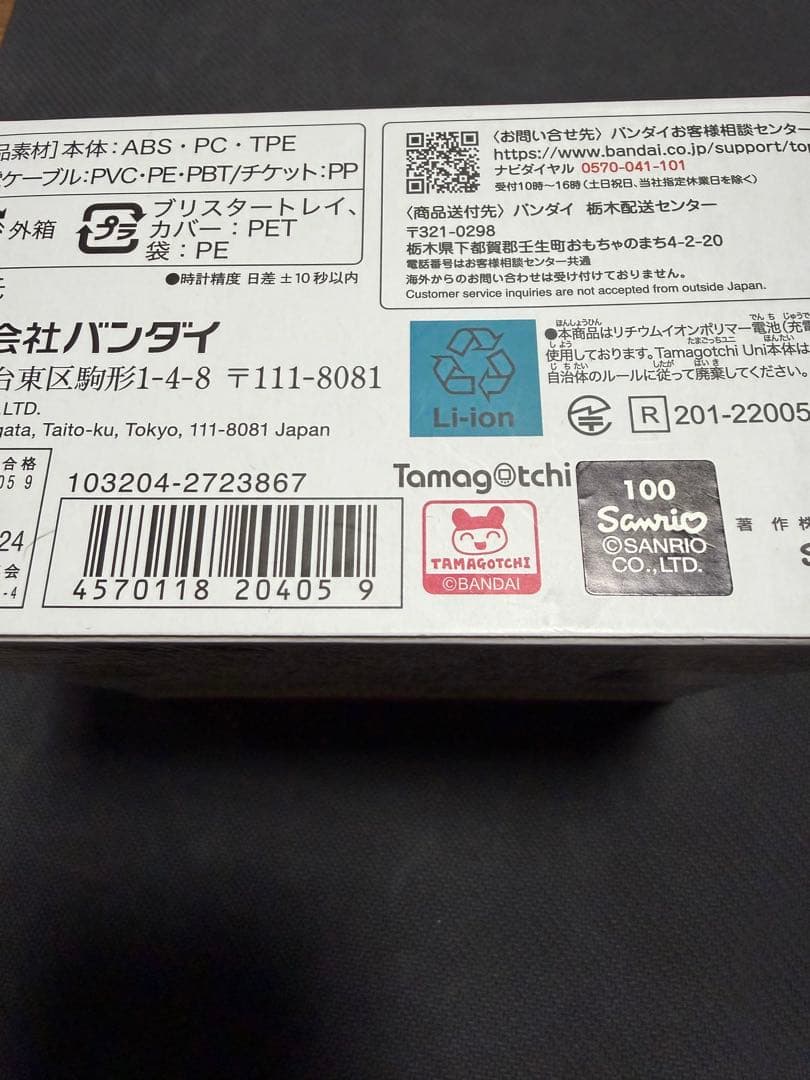 品素材]本体：ABS・PC・TPE
ケーブル:PVC・PE・PBT/チケット:PP
外箱
プラ
ブリスタートレイ、
カバー：PET
袋：PE
●時計精度 日差 ±10秒以内
会社バンダイ
台東区駒形1-4-8 〒111-8081
LTD.
gata, Taito-ku, Tokyo, 111-8081 Japan
〈お問い合せ先〉バンダイお客様相談センター
https://www.bandai.co.jp/support/top
ナビダイヤル 0570-041-101
受付10時〜16時(土日祝日、当社指定休業日を除く)
〈商品送付先〉バンダイ 栃木配送センター
〒321-0298
栃木県下都賀郡壬生町おもちゃのまち4-2-20
電話番号はお客様相談センター共通
海外からのお問い合わせは受け付けておりません。
Customer service inquiries are not accepted from outside Japan.
Li-ion
●本商品はリチウムイオンポリマー電池(充電
使用しております。Tamagotchi Uni本体は
自治体のルールに従って廃棄してください。
R 201-22005
合格
059
24
会
-4
103204-2723867
4570118 20405 9
Tamagotchi
TAMAGOTCHI
©BANDAI
100
Sanrio
©SANRIO
CO.,LTD.
著作 株
S